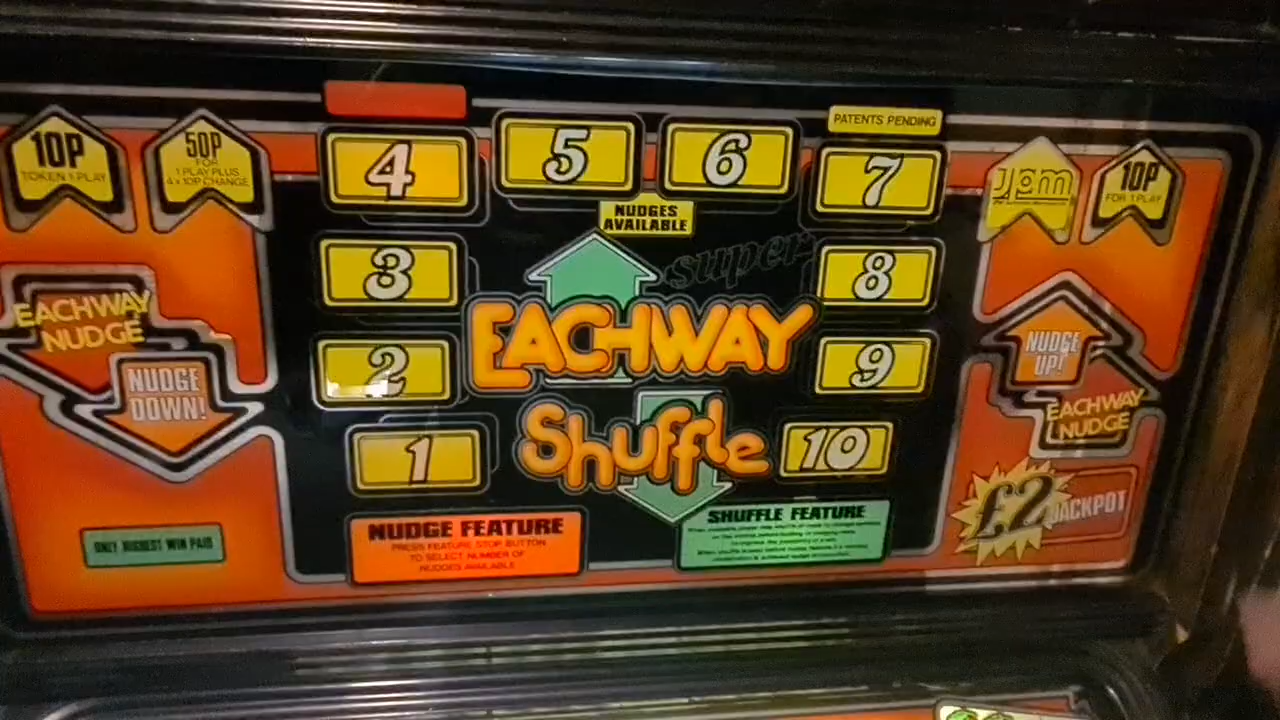 10P
TOKEN 1 PLAY
50P
FOR
1 PLAY PLUS
4 x 10P CHANGE
4
5
6
PATENTS PENDING
7
JPM
10P
FOR 1 PLAY
NUDGES
AVAILABLE
super
3
8
EACHWAY
NUDGE
NUDGE
DOWN!
2
EACHWAY
9
NUDGE
UP!
EACHWAY
NUDGE
1
Shuffle
10
£2 JACKPOT
NUDGE FEATURE
PRESS FEATURE STOP BUTTON
TO SELECT NUMBER OF
NUDGES AVAILABLE
SHUFFLE FEATURE
ONLY HIGHEST WIN PAID